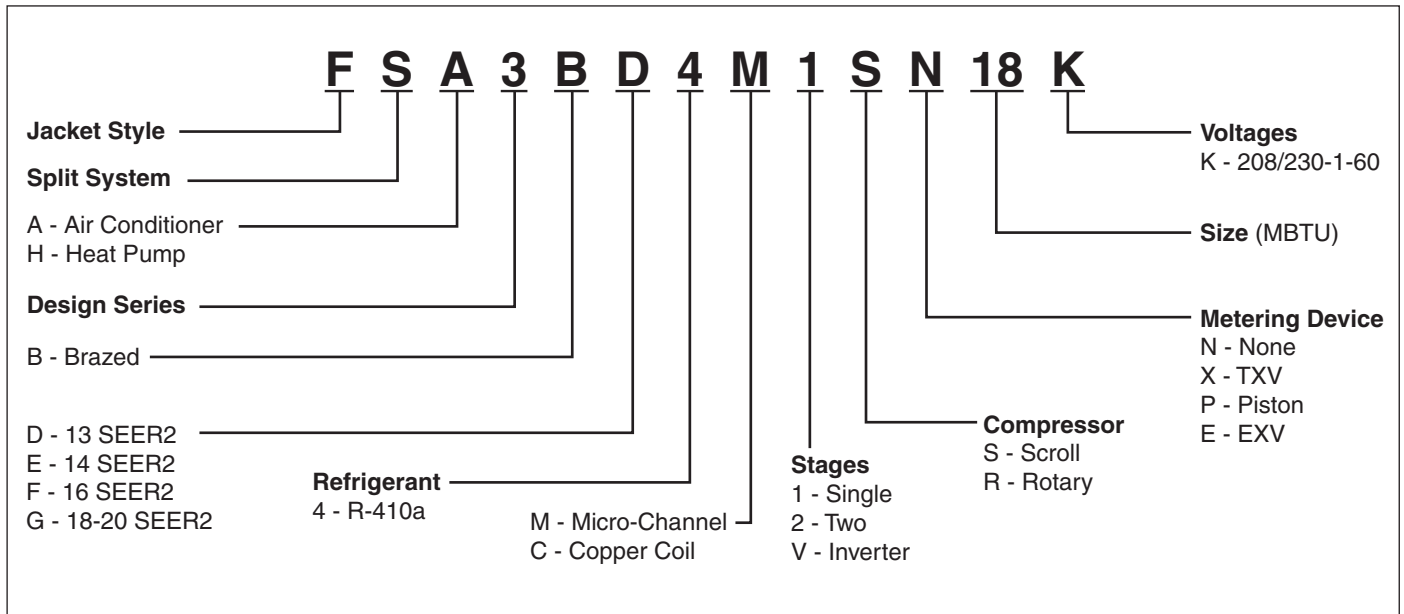 F S A 3 B D 4 M 1 S N 18 K
Jacket Style
Split System
A - Air Conditioner
H - Heat Pump
Design Series
B - Brazed
D - 13 SEER2
E - 14 SEER2
F - 16 SEER2
G - 18-20 SEER2
Refrigerant
4 - R-410a
M - Micro-Channel
C - Copper Coil
Stages
1 - Single
2 - Two
V - Inverter
Compressor
S - Scroll
R - Rotary
Metering Device
N - None
X - TXV
P - Piston
E - EXV
Size (MBTU)
Voltages
K - 208/230-1-60